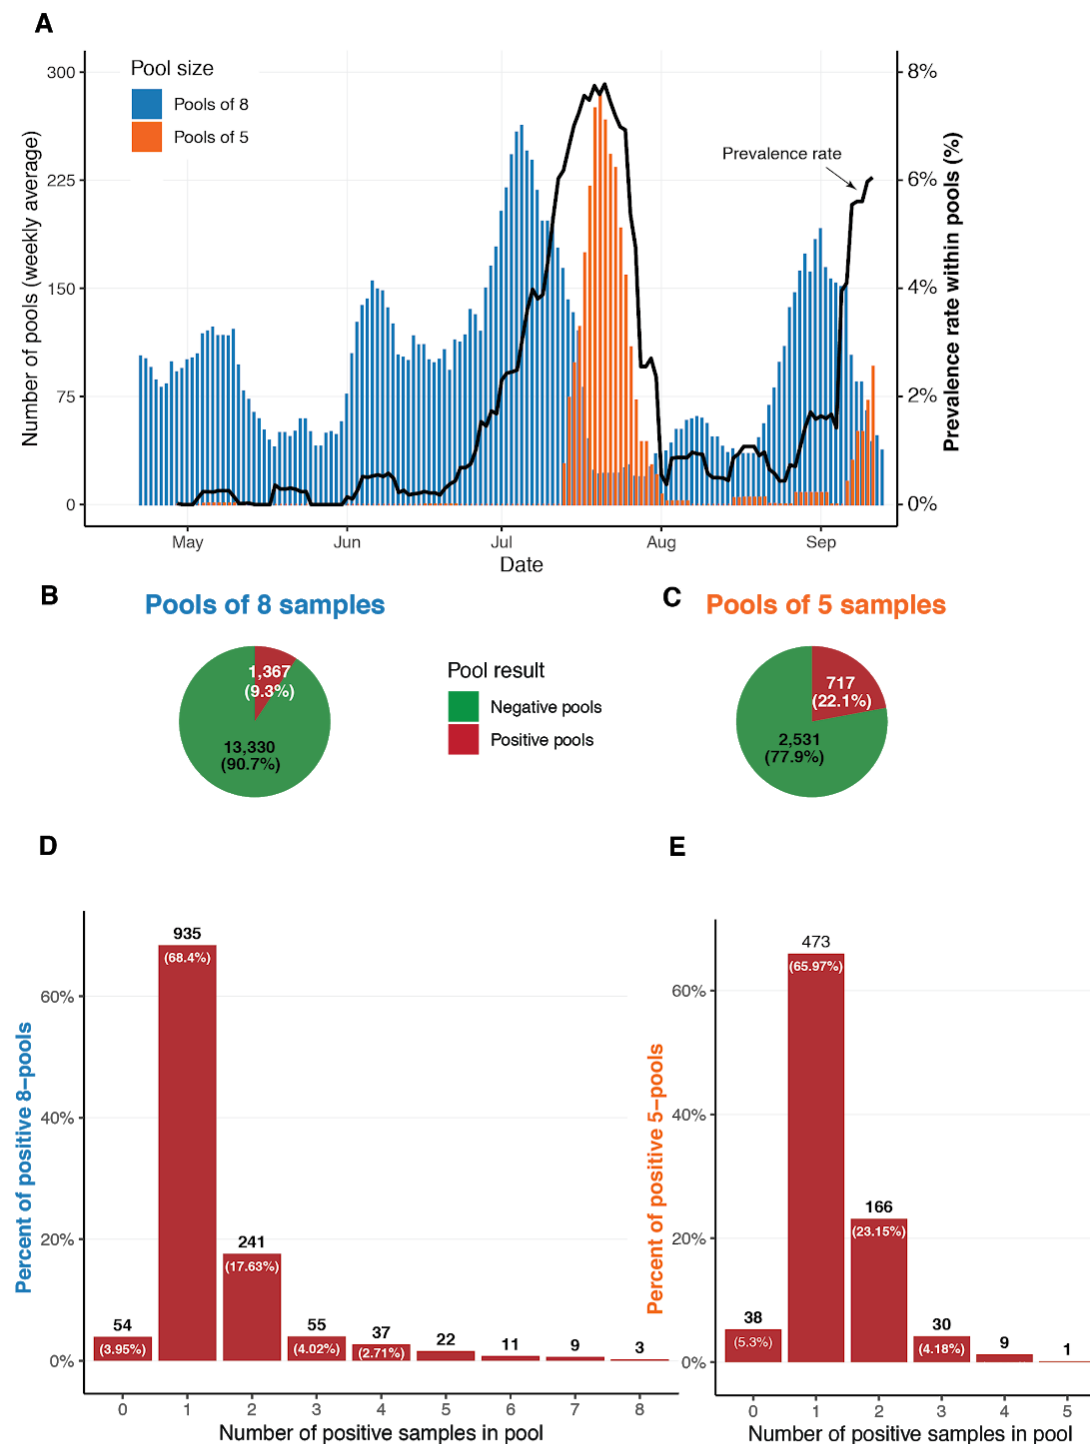 A
Pool size
Pools of 8
Pools of 5
Prevalence rate
300
225
150
75
0
Number of pools (weekly average)
8%
6%
4%
2%
0%
Prevalence rate within pools (%)
May Jun Jul Aug Sep
Date
B
Pools of 8 samples
1,367
(9.3%)
13,330
(90.7%)
Pool result
Negative pools
Positive pools
C
Pools of 5 samples
717
(22.1%)
2,531
(77.9%)
D
Percent of positive 8–pools
60%
40%
20%
0%
935
(68.4%)
241
(17.63%)
54
(3.95%)
55
(4.02%)
37
(2.71%)
22
11
9
3
0 1 2 3 4 5 6 7 8
Number of positive samples in pool
E
Percent of positive 5–pools
60%
40%
20%
0%
473
(65.97%)
166
(23.15%)
38
(5.3%)
30
(4.18%)
9
1
0 1 2 3 4 5
Number of positive samples in pool